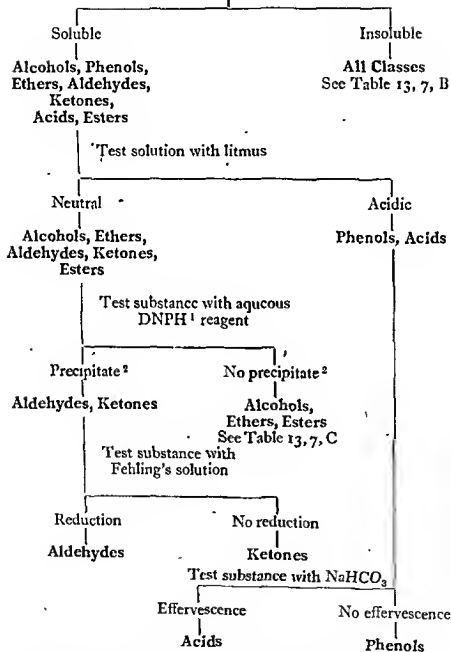 Soluble
Insoluble
Alcohols, Phenols,
Ethers, Aldehydes,
Ketones,
Acids, Esters
All Classes
See Table 13, 7, B
Test solution with litmus
Neutral
Acidic
Alcohols, Ethers,
Aldehydes, Ketones,
Esters
Phenols, Acids
Test substance with aqueous
DNPH¹ reagent
Precipitate²
No precipitate²
Aldehydes, Ketones
Alcohols,
Ethers, Esters
See Table 13, 7, C
Test substance with
Fehling's solution
Reduction
No reduction
Aldehydes
Ketones
Test substance with NaHCO₃
Effervescence
No effervescence
Acids
Phenols